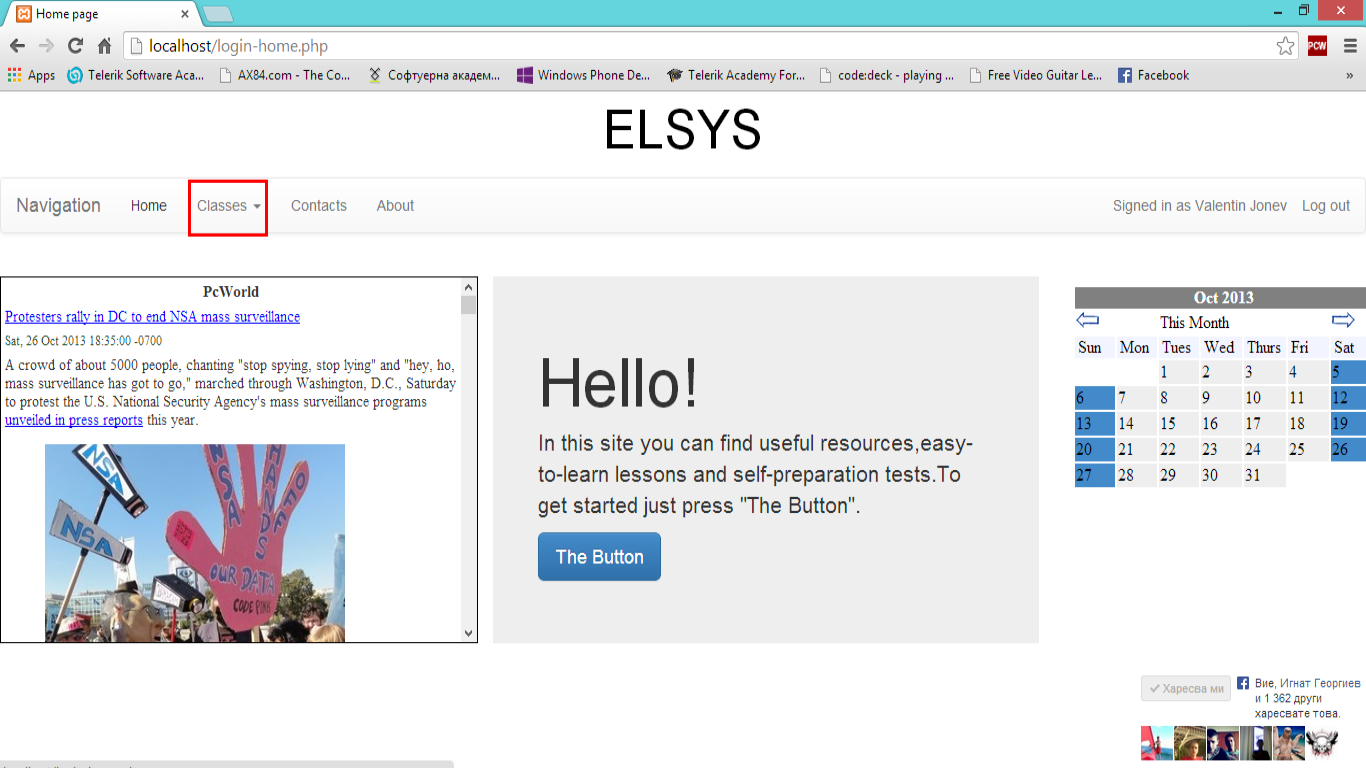 Home page
localhost/login-home.php
Apps
Telerik Software Aca...
AX84.com - The Co...
Софтуерна академ...
Windows Phone De...
Telerik Academy For...
code:deck - playing ...
Free Video Guitar Le...
Facebook
»
PCW
ELSYS
Navigation Home Classes Contacts About Signed in as Valentin Jonev Log out
PcWorld
Protesters rally in DC to end NSA mass surveillance
Sat, 26 Oct 2013 18:35:00 -0700
A crowd of about 5000 people, chanting "stop spying, stop lying" and "hey, ho,
mass surveillance has got to go," marched through Washington, D.C., Saturday
to protest the U.S. National Security Agency's mass surveillance programs
unveiled in press reports this year.
NSA
NSA
NSA
HANDS
OFF
OUR DATA
CODE PINK
Hello!
In this site you can find useful resources,easy-
to-learn lessons and self-preparation tests.To
get started just press "The Button".
The Button
Oct 2013
This Month
Sun Mon Tues Wed Thurs Fri Sat
1 2 3 4 5
6 7 8 9 10 11 12
13 14 15 16 17 18 19
20 21 22 23 24 25 26
27 28 29 30 31
Харесва ми
Вие, Игнат Георгиев
и 1 362 други
харесвате това.